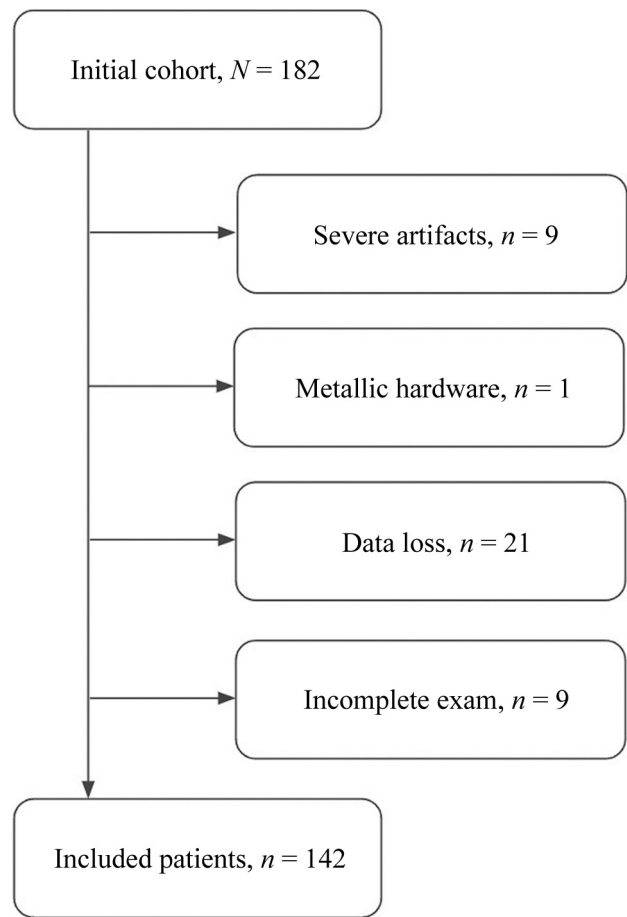 Initial cohort, N = 182
Severe artifacts, n = 9
Metallic hardware, n = 1
Data loss, n = 21
Incomplete exam, n = 9
Included patients, n = 142